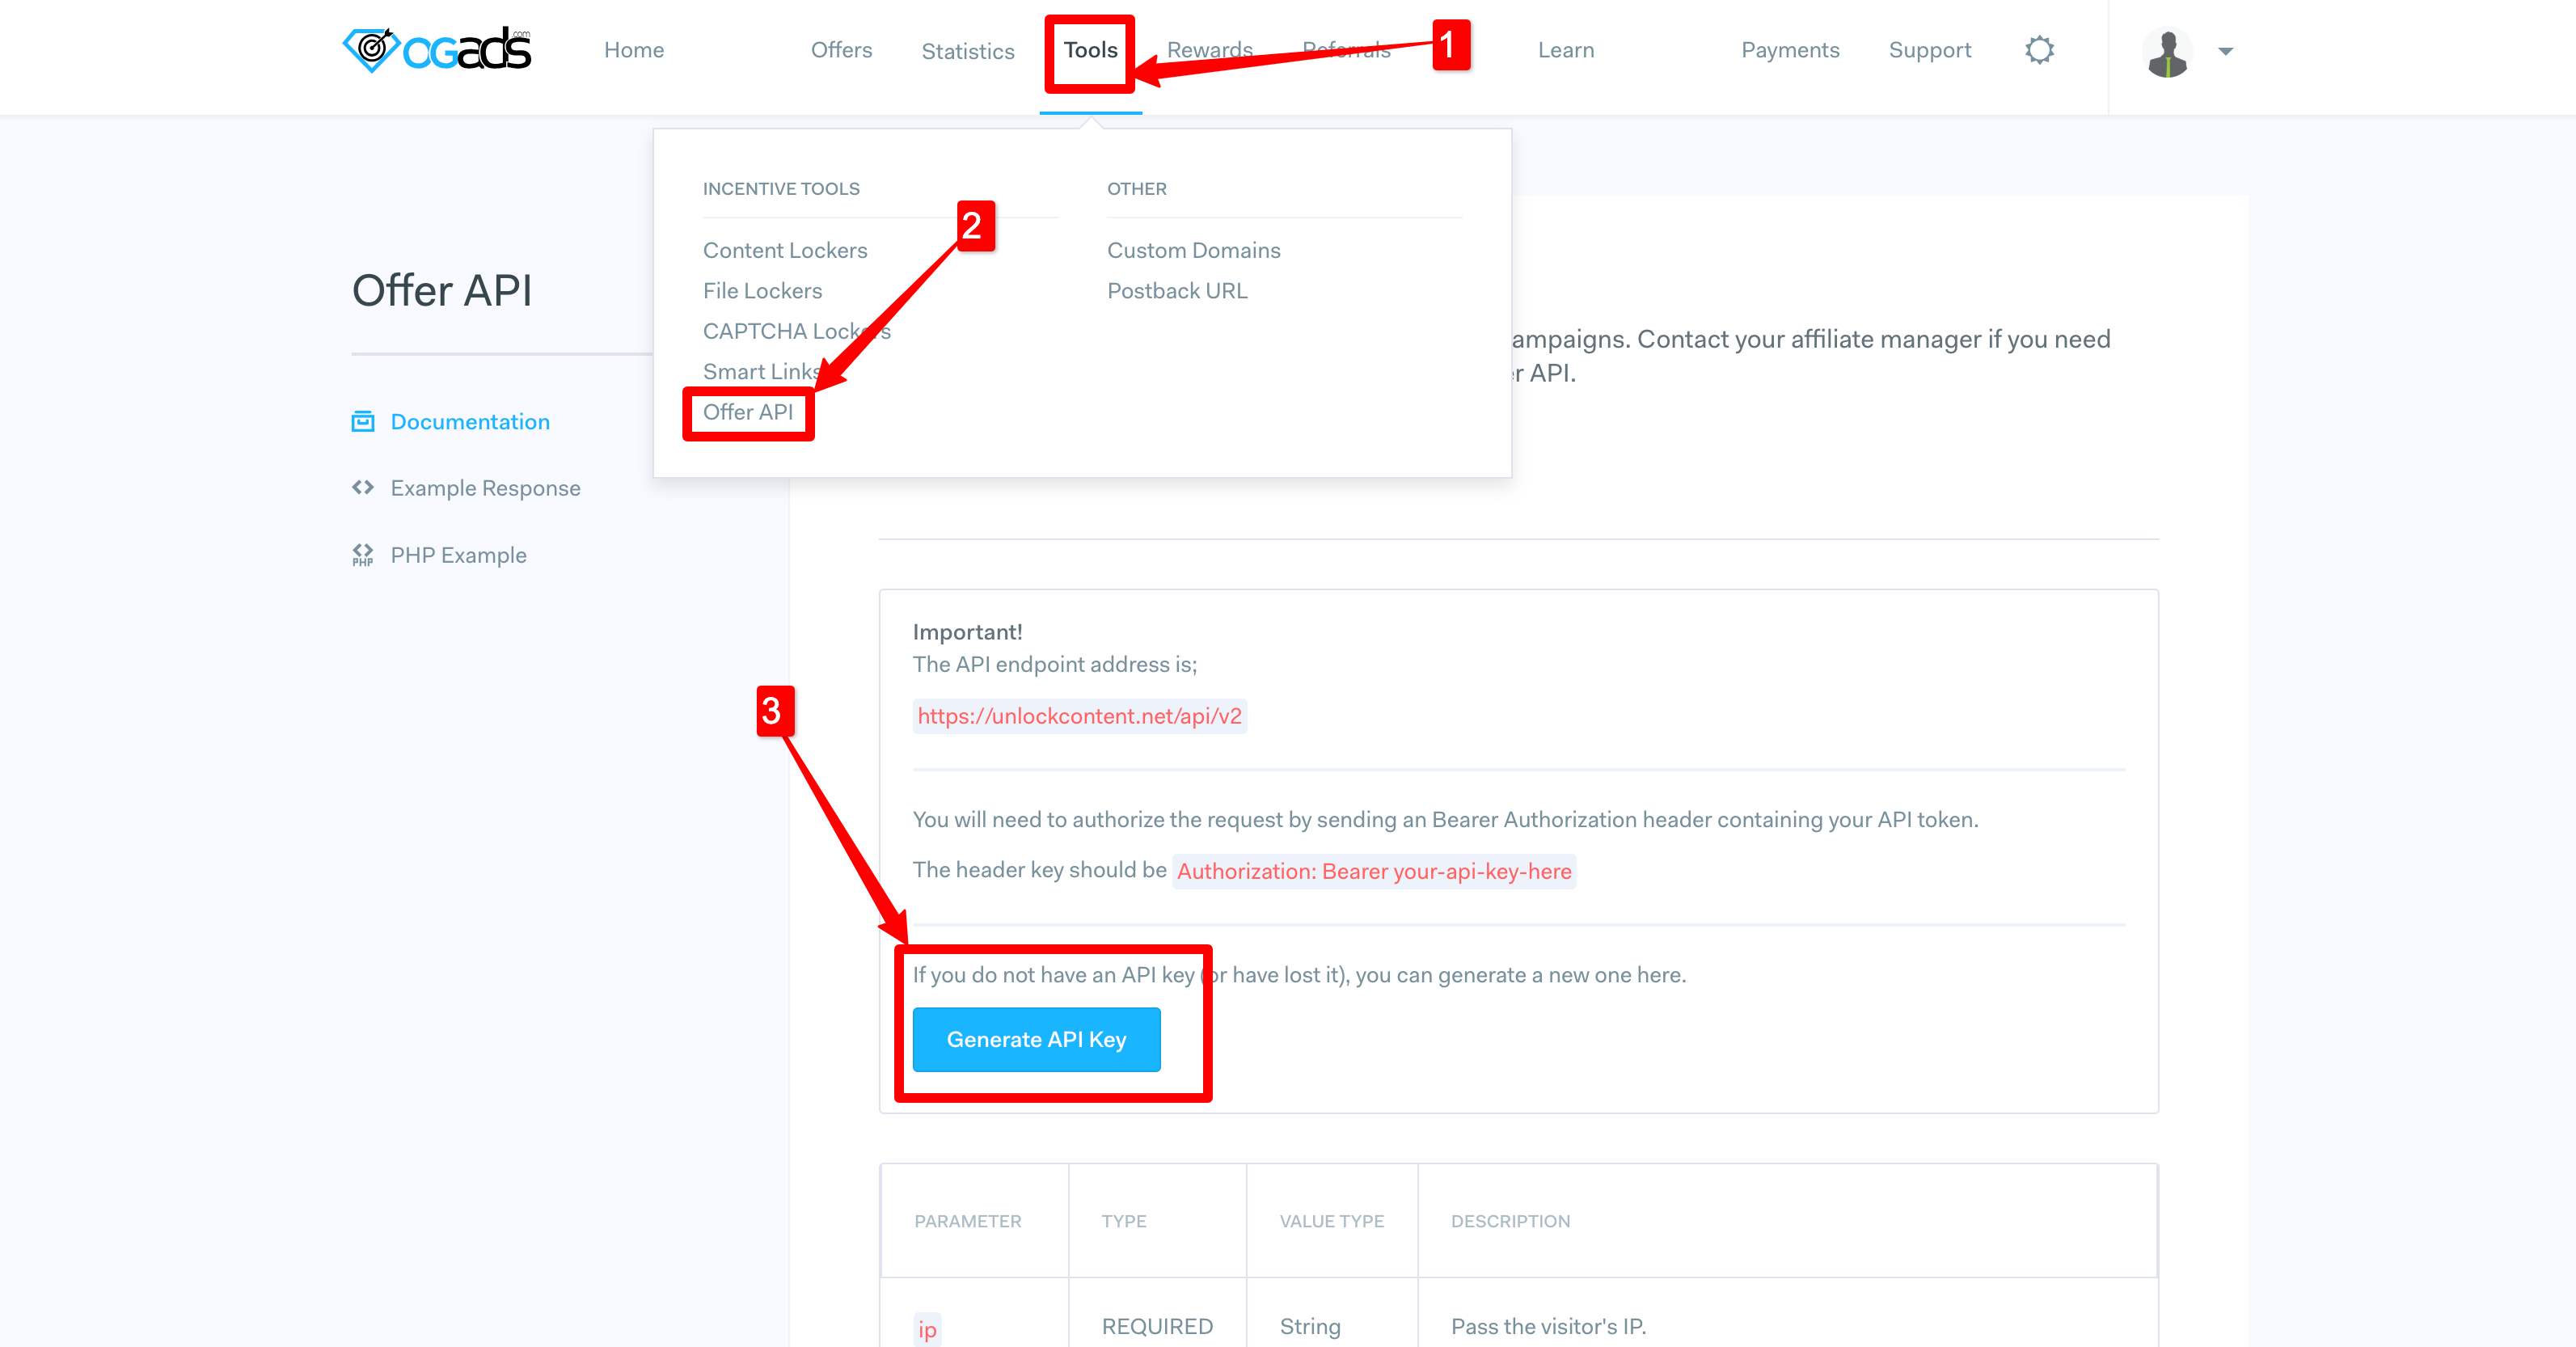 OGads.com
Home
Offers
Statistics
Tools
Rewards
Referrals
1
Learn
Payments
Support
INCENTIVE TOOLS
OTHER
2
Content Lockers
Custom Domains
File Lockers
Postback URL
CAPTCHA Lockers
Smart Links
Offer API
Offer API
ampaigns. Contact your affiliate manager if you need
r API.
Documentation
Example Response
PHP
PHP Example
Important!
The API endpoint address is;
https://unlockcontent.net/api/v2
3
You will need to authorize the request by sending an Bearer Authorization header containing your API token.
The header key should be Authorization: Bearer your-api-key-here
If you do not have an API key (or have lost it), you can generate a new one here.
Generate API Key
PARAMETER
TYPE
VALUE TYPE
DESCRIPTION
ip
REQUIRED
String
Pass the visitor's IP.